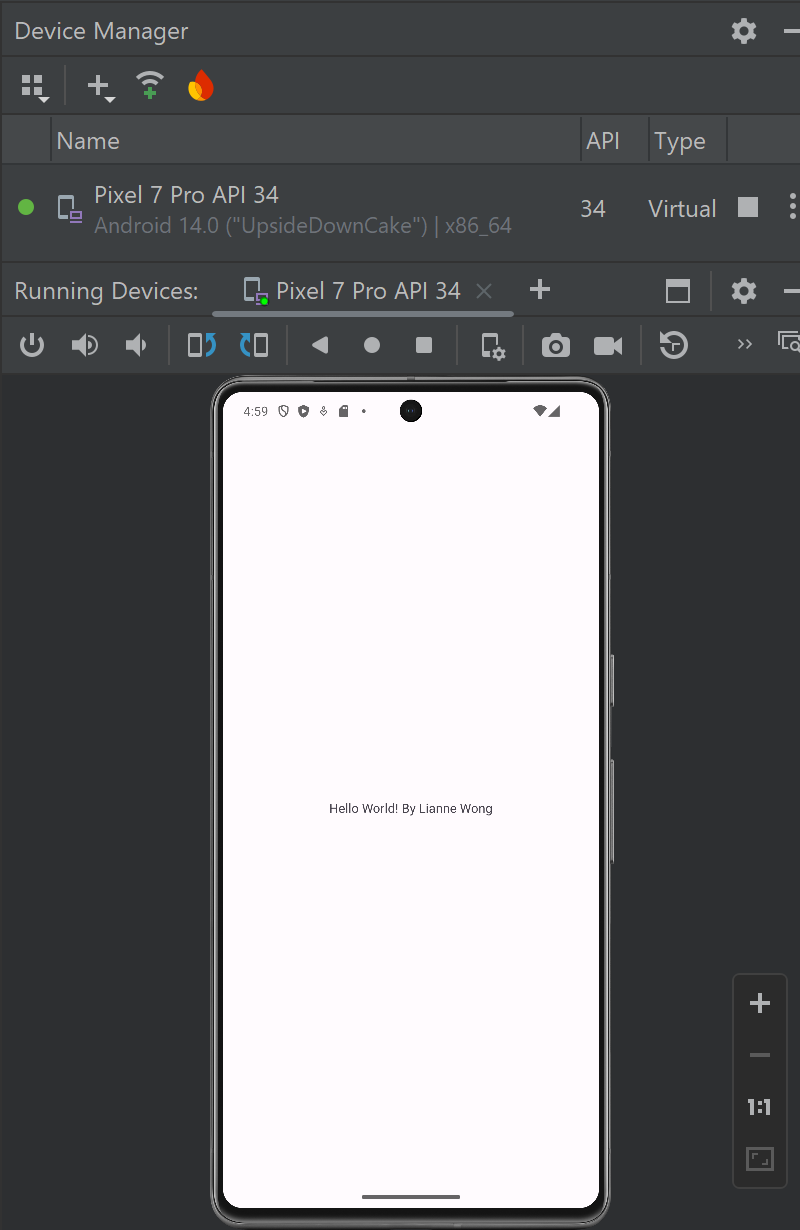 Device Manager
Name API Type
Pixel 7 Pro API 34
Android 14.0 ("UpsideDownCake") | x86_64
34 Virtual
Running Devices: Pixel 7 Pro API 34
4:59
Hello World! By Lianne Wong
1:1